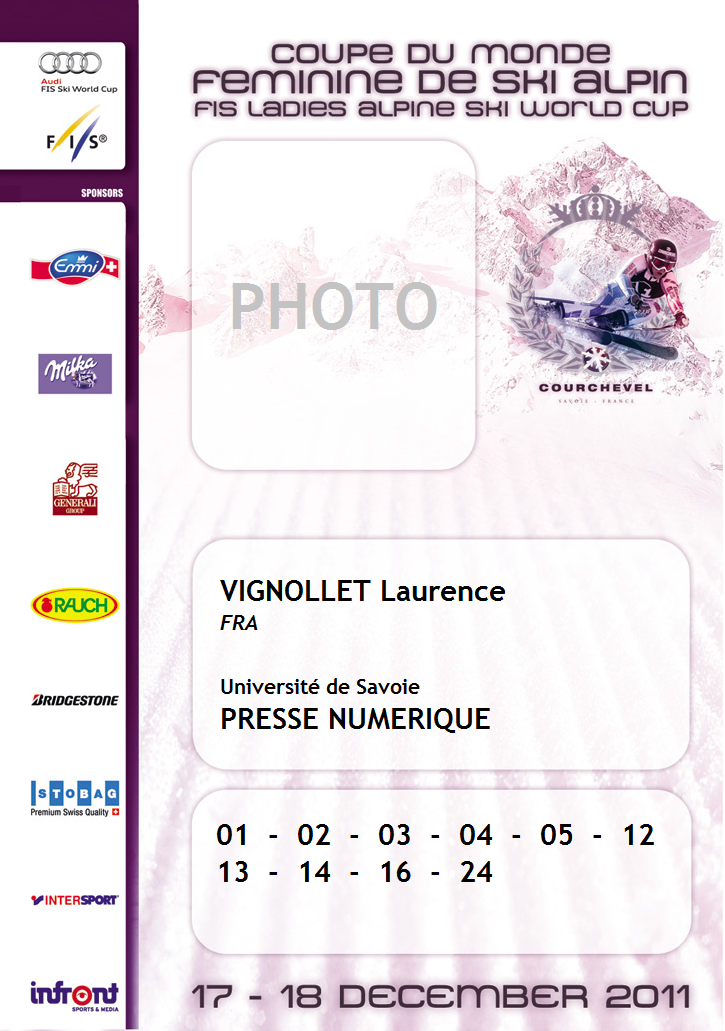 COUPE DU MONDE
FEMININE DE SKI ALPIN
FIS LADIES ALPINE SKI WORLD CUP
Audi
FIS Ski World Cup
F I S®
SPONSORS
Emmi
Milka
GENERALI
GROUP
RAUCH
BRIDGESTONE
STOBAG
Premium Swiss Quality
INTERSPORT
infront
SPORTS & MEDIA
PHOTO
COURCHEVEL
SAVOIE - FRANCE
VIGNOLLET Laurence
FRA
Université de Savoie
PRESSE NUMERIQUE
01 - 02 - 03 - 04 - 05 - 12
13 - 14 - 16 - 24
17 - 18 DECEMBER 2011